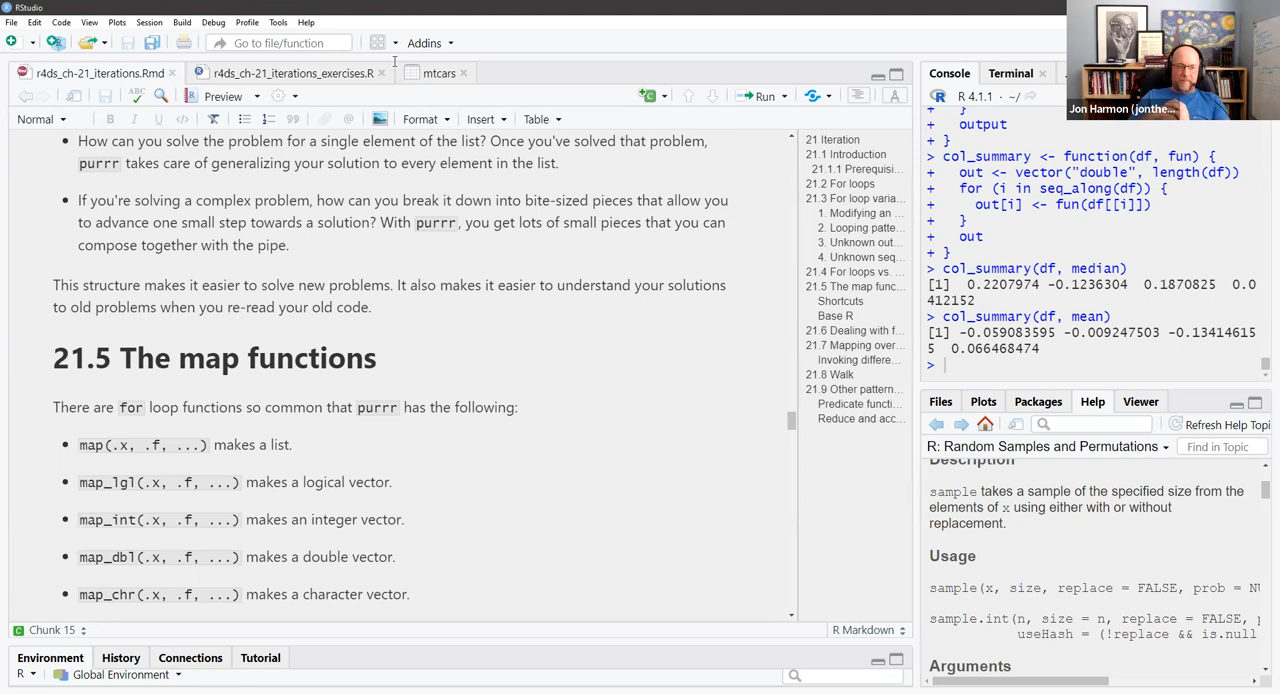 RStudio
File Edit Code View Plots Session Build Debug Profile Tools Help
Go to file/function Addins
r4ds_ch-21_iterations.Rmd r4ds_ch-21_iterations_exercises.R mtcars
ABC Preview Run
Normal B I U Format Insert Table
• How can you solve the problem for a single element of the list? Once you've solved that problem,
purrr takes care of generalizing your solution to every element in the list.
• If you're solving a complex problem, how can you break it down into bite-sized pieces that allow you
to advance one small step towards a solution? With purrr, you get lots of small pieces that you can
compose together with the pipe.
This structure makes it easier to solve new problems. It also makes it easier to understand your solutions
to old problems when you re-read your old code.
21.5 The map functions
There are for loop functions so common that purrr has the following:
• map(.x, .f, ...) makes a list.
• map_lgl(.x, .f, ...) makes a logical vector.
• map_int(.x, .f, ...) makes an integer vector.
• map_dbl(.x, .f, ...) makes a double vector.
• map_chr(.x, .f, ...) makes a character vector.
21 Iteration
21.1 Introduction
21.1.1 Prerequisi...
21.2 For loops
21.3 For loop varia...
1. Modifying an ...
2. Looping patte...
3. Unknown out...
4. Unknown seq...
21.4 For loops vs. ...
21.5 The map func...
Shortcuts
Base R
21.6 Dealing with f...
21.7 Mapping over...
Invoking differe...
21.8 Walk
21.9 Other pattern...
Predicate functi...
Reduce and acc...
Chunk 15 R Markdown
Environment History Connections Tutorial
R Global Environment
Jon Harmon (jonthe...
Console Terminal
R 4.1.1 · ~/
+ }
+ output
+ }
> col_summary <- function(df, fun) {
+ out <- vector("double", length(df))
+ for (i in seq_along(df)) {
+ out[i] <- fun(df[[i]])
+ }
+ out
+ }
> col_summary(df, median)
[1] 0.2207974 -0.1236304 0.1870825 0.0
412152
> col_summary(df, mean)
[1] -0.059083595 -0.009247503 -0.13414615
5 0.066468474
>
Files Plots Packages Help Viewer
Refresh Help Topi
R: Random Samples and Permutations Find in Topic
Description
sample takes a sample of the specified size from the
elements of x using either with or without
replacement.
Usage
sample(x, size, replace = FALSE, prob = NU
sample.int(n, size = n, replace = FALSE, p
useHash = (!replace && is.null
Arguments